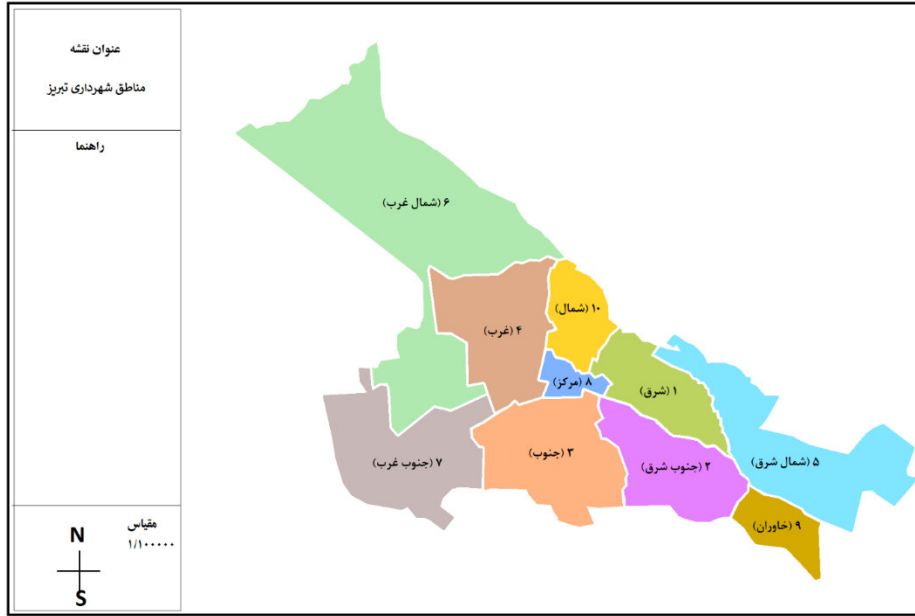 عنوان نقشه
مناطق شهرداری تبریز
راهنما
۶ (شمال غرب)
۱۰ (شمال)
۴ (غرب)
۸ (مرکز)
۱ (شرق)
۷ (جنوب غرب)
۳ (جنوب)
۲ (جنوب شرق)
۵ (شمال شرق)
۹ (خاوران)
مقیاس
۱/۱۰۰۰۰۰
N
S